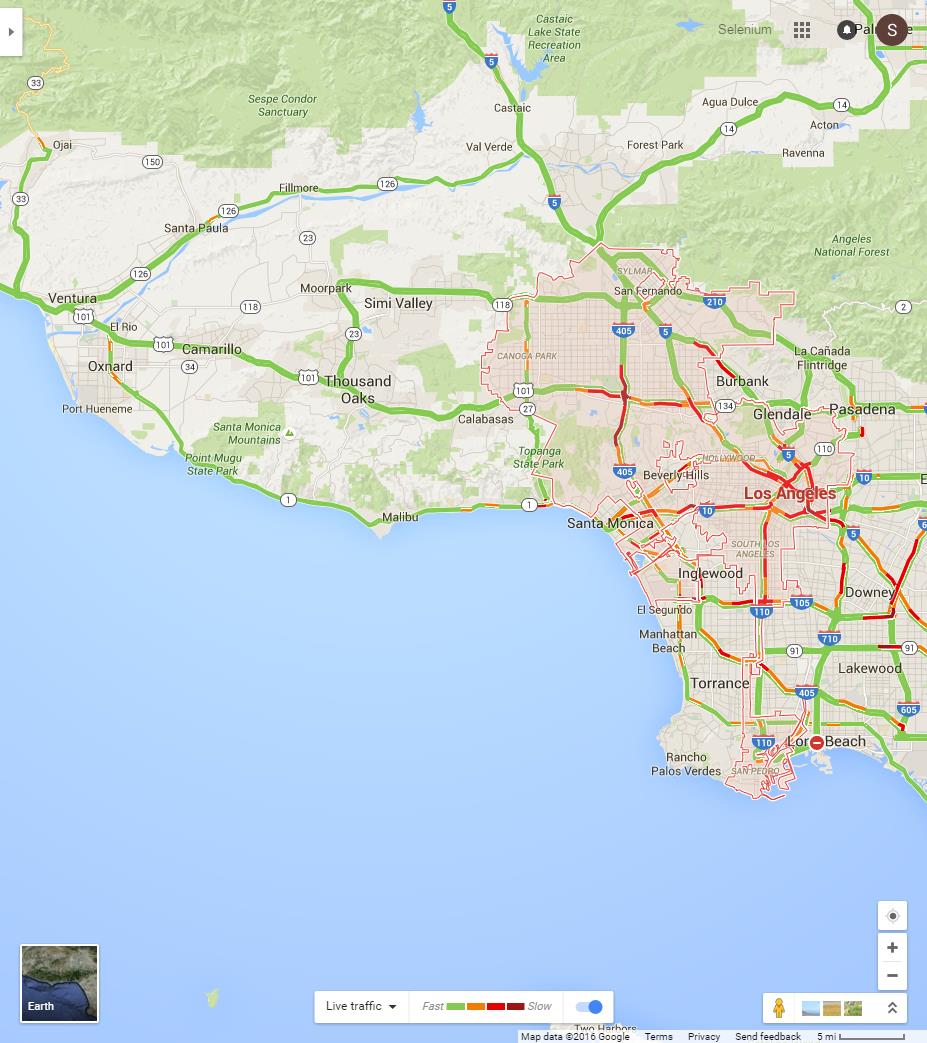 5
Castaic
Lake State
Recreation
Area
Selenium
S
33
5
Sespe Condor
Sanctuary
Castaic
Agua Dulce
14
14
Acton
Ojai
Val Verde
Forest Park
Ravenna
150
126
Fillmore
33
5
126
Santa Paula
23
Angeles
National Forest
126
SYLMAR
Moorpark
San Fernando
Ventura
118
Simi Valley
118
210
2
101
El Rio
405
5
23
101
Camarillo
CANOGA PARK
La Cañada
Flintridge
Oxnard
34
101
Thousand
Oaks
101
Burbank
Port Hueneme
27
134
Glendale
Pasadena
Calabasas
Santa Monica
Mountains
Topanga
State Park
110
5
Point Mugu
State Park
HOLLYWOOD
405
Beverly Hills
10
Los Angeles
1
1
10
Malibu
Santa Monica
5
SOUTH LOS
ANGELES
Inglewood
Downey
105
El Segundo
110
Manhattan
Beach
710
91
91
Lakewood
Torrance
405
605
110
Long Beach
Rancho
Palos Verdes
SAN PEDRO
Earth
Live traffic
Fast
Slow
Two Harbors
Map data ©2016 Google
Terms
Privacy
Send feedback
5 mi